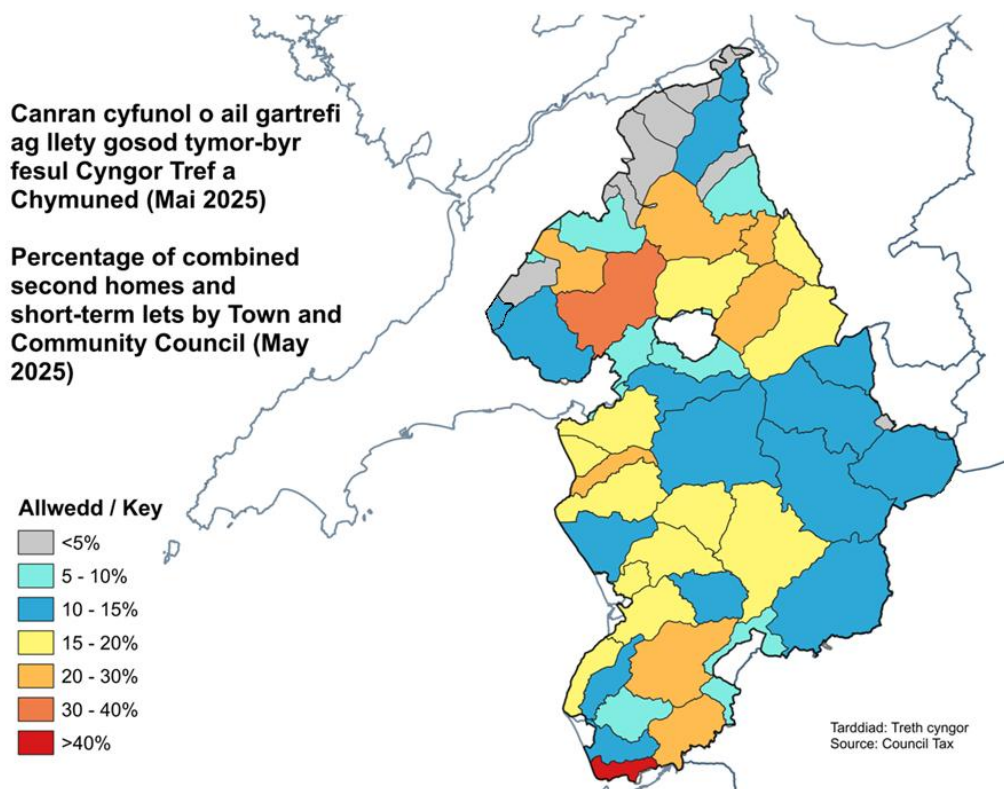 Canran cyfunol o ail gartrefi
ag llety gosod tymor-byr
fesul Cyngor Tref a
Chymuned (Mai 2025)
Percentage of combined
second homes and
short-term lets by Town and
Community Council (May
2025)
Allwedd / Key
<5%
5 - 10%
10 - 15%
15 - 20%
20 - 30%
30 - 40%
>40%
Tarddiad: Treth cyngor
Source: Council Tax